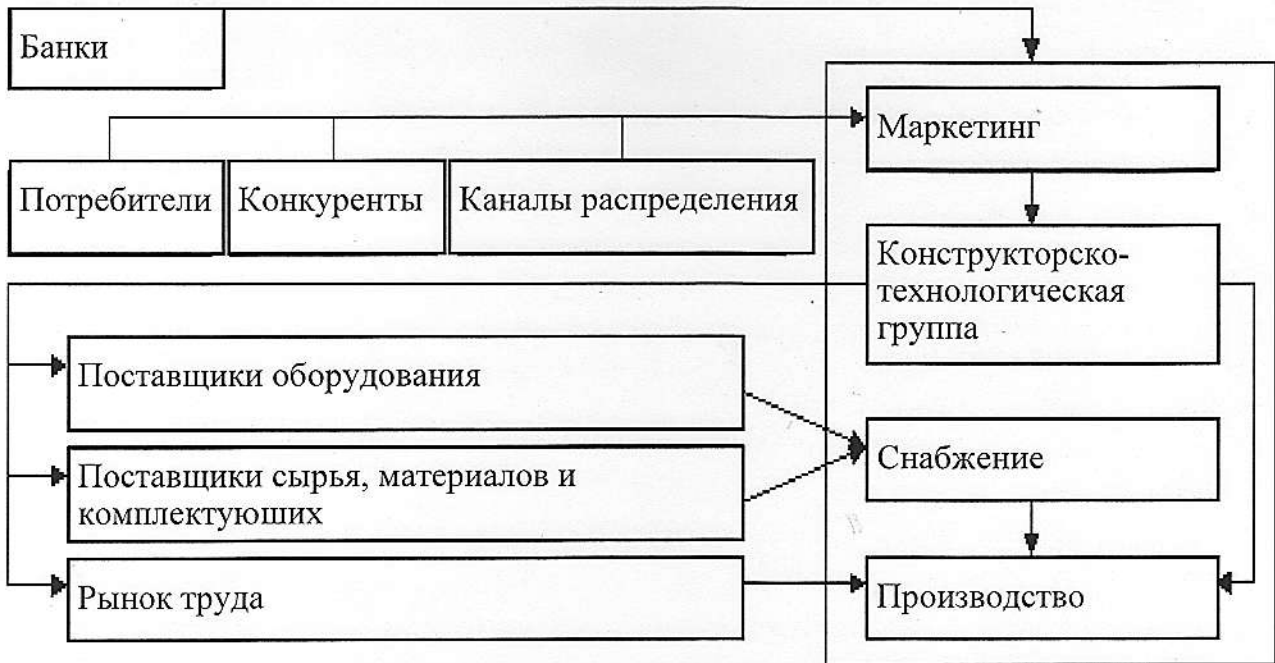 Банки
Маркетинг
Потребители
Конкуренты
Каналы распределения
Конструкторско-
технологическая
группа
Поставщики оборудования
Снабжение
Поставщики сырья, материалов и
комплектуюших
Рынок труда
Производство